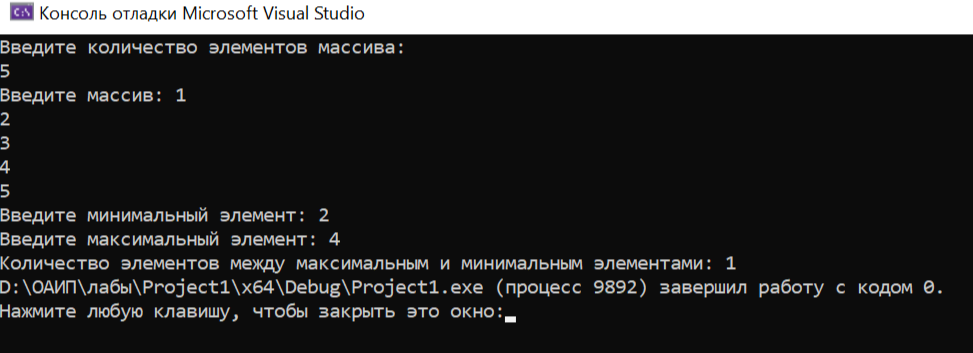 Консоль отладки Microsoft Visual Studio
Введите количество элементов массива:
5
Введите массив: 1
2
3
4
5
Введите минимальный элемент: 2
Введите максимальный элемент: 4
Количество элементов между максимальным и минимальным элементами: 1
D:\ОАИП\лабы\Project1\x64\Debug\Project1.exe (процесс 9892) завершил работу с кодом 0.
Нажмите любую клавишу, чтобы закрыть это окно: